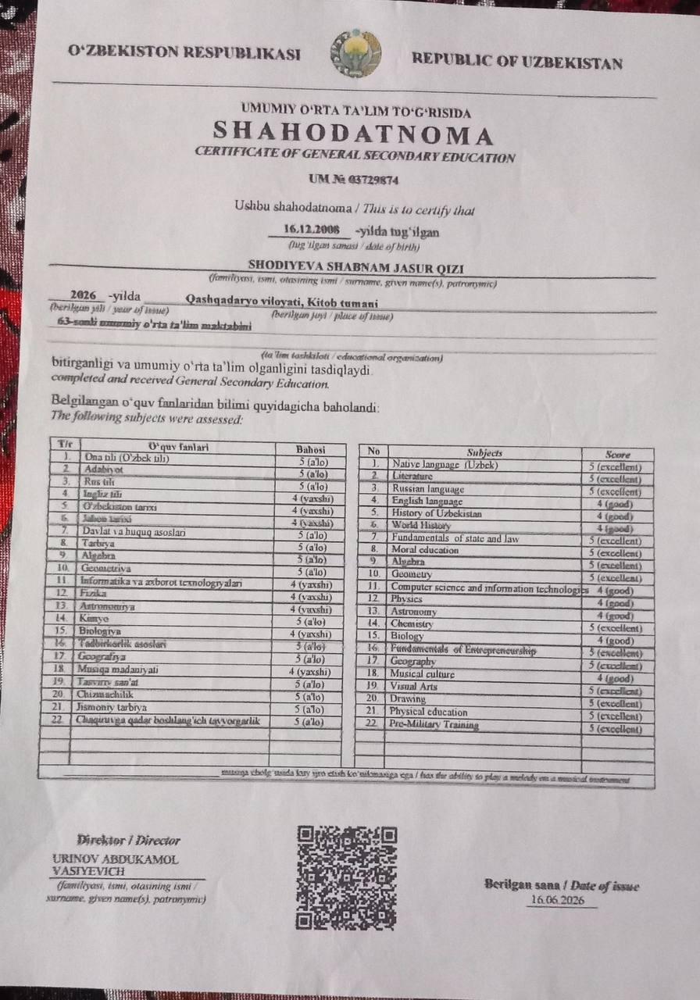 O‘ZBEKISTON RESPUBLIKASI
REPUBLIC OF UZBEKISTAN
UMUMIY O‘RTA TA'LIM TO‘G‘RISIDA
SHAHODATNOMA
CERTIFICATE OF GENERAL SECONDARY EDUCATION
UM № 03729874
Ushbu shahodatnoma / This is to certify that
16.12.2008 -yilda tug‘ilgan
(tug‘ilgan sanasi / date of birth)
SHODIYEVA SHABNAM JASUR QIZI
(familiyasi, ismi, otasining ismi / surname, given name(s), patronymic)
2026 -yilda Qashqadaryo viloyati, Kitob tumani
(berilgan yili / year of issue) (berilgan joyi / place of issue)
63-sonli umumiy o'rta ta'lim maktabini
(ta'lim tashkiloti / educational organization)
bitirganligi va umumiy o‘rta ta’lim olganligini tasdiqlaydi.
completed and received General Secondary Education.
Belgilangan o‘quv fanlaridan bilimi quyidagicha baholandi:
The following subjects were assessed:
T/r O‘quv fanlari Bahosi
1. Ona tili (O'zbek tili) 5 (a'lo)
2. Adabiyot 5 (a'lo)
3. Rus tili 5 (a'lo)
4. Ingliz tili 4 (yaxshi)
5. O'zbekiston tarixi 4 (yaxshi)
6. Jahon tarixi 4 (yaxshi)
7. Davlat va huquq asoslari 5 (a'lo)
8. Tarbiya 5 (a'lo)
9. Algebra 5 (a'lo)
10. Geometriya 5 (a'lo)
11. Informatika va axborot texnologiyalari 4 (yaxshi)
12. Fizika 4 (yaxshi)
13. Astronomiya 4 (yaxshi)
14. Kimyo 5 (a'lo)
15. Biologiya 4 (yaxshi)
16. Tadbirkorlik asoslari 5 (a'lo)
17. Geografiya 5 (a'lo)
18. Musiqa madaniyati 4 (yaxshi)
19. Tasviriy san'at 5 (a'lo)
20. Chizmachilik 5 (a'lo)
21. Jismoniy tarbiya 5 (a'lo)
22. Chaqiruvga qadar boshlang'ich tayyorgarlik 5 (a'lo)
No Subjects Score
1. Native language (Uzbek) 5 (excellent)
2. Literature 5 (excellent)
3. Russian language 5 (excellent)
4. English language 4 (good)
5. History of Uzbekistan 4 (good)
6. World History 4 (good)
7. Fundamentals of state and law 5 (excellent)
8. Moral education 5 (excellent)
9. Algebra 5 (excellent)
10. Geometry 5 (excellent)
11. Computer science and information technologies 4 (good)
12. Physics 4 (good)
13. Astronomy 4 (good)
14. Chemistry 5 (excellent)
15. Biology 4 (good)
16. Fundamentals of Entrepreneurship 5 (excellent)
17. Geography 5 (excellent)
18. Musical culture 4 (good)
19. Visual Arts 5 (excellent)
20. Drawing 5 (excellent)
21. Physical education 5 (excellent)
22. Pre-Military Training 5 (excellent)
musiqa cholg‘usida kuy ijro etish ko‘nikmasiga ega / has the ability to play a melody on a musical instrument
Direktor / Director
URINOV ABDUKAMOL
VASIYEVICH
(familiyasi, ismi, otasining ismi /
surname, given name(s), patronymic)
Berilgan sana / Date of issue
16.06.2026